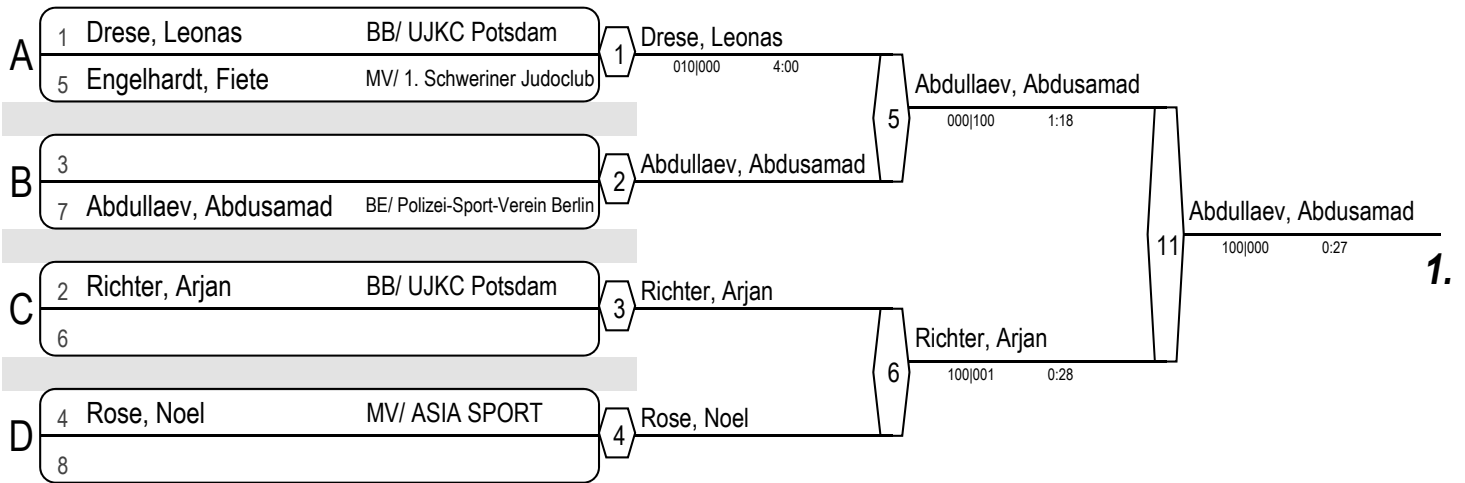 A
1 Drese, Leonas BB/ UJKC Potsdam
5 Engelhardt, Fiete MV/ 1. Schweriner Judoclub
1
Drese, Leonas
010|000 4:00
B
3
7 Abdullaev, Abdusamad BE/ Polizei-Sport-Verein Berlin
2
Abdullaev, Abdusamad
5
Abdullaev, Abdusamad
000|100 1:18
C
2 Richter, Arjan BB/ UJKC Potsdam
6
3
Richter, Arjan
D
4 Rose, Noel MV/ ASIA SPORT
8
4
Rose, Noel
6
Richter, Arjan
100|001 0:28
11
Abdullaev, Abdusamad
100|000 0:27
1.